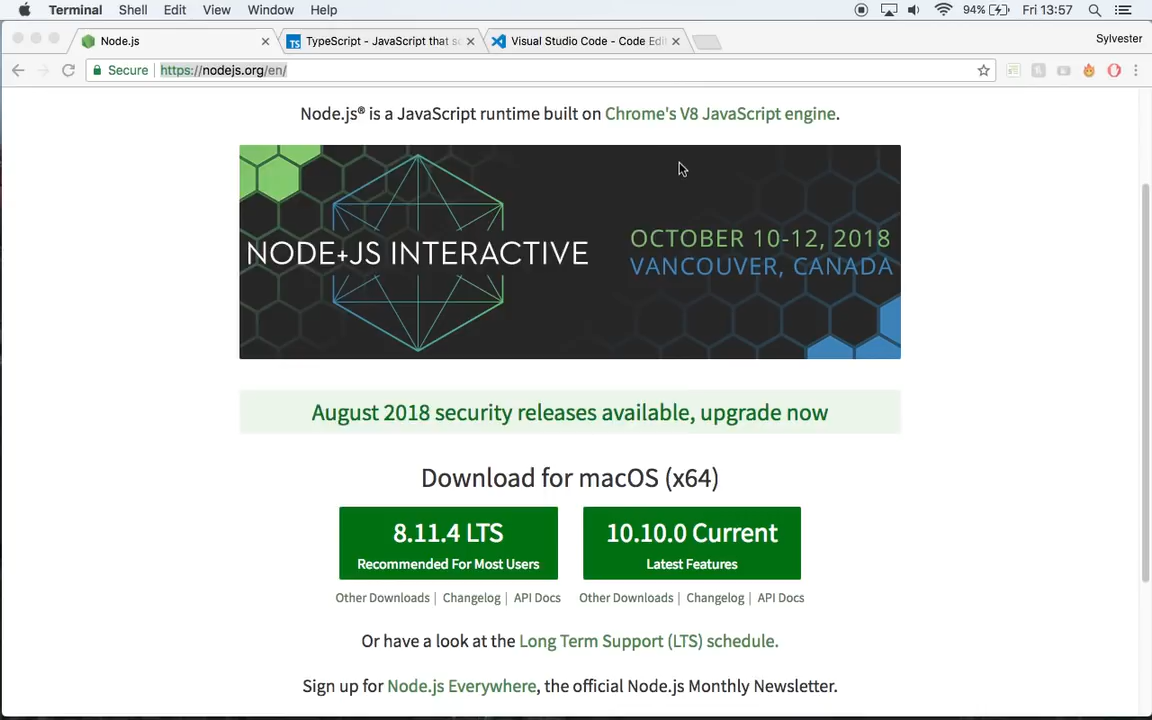 Terminal Shell Edit View Window Help 94% Fri 13:57
Node.js TypeScript - JavaScript that Visual Studio Code - Code Edi Sylvester
Secure https://nodejs.org/en/
Node.js® is a JavaScript runtime built on Chrome's V8 JavaScript engine.
NODE+JS INTERACTIVE
OCTOBER 10-12, 2018
VANCOUVER, CANADA
August 2018 security releases available, upgrade now
Download for macOS (x64)
8.11.4 LTS
Recommended For Most Users
10.10.0 Current
Latest Features
Other Downloads | Changelog | API Docs
Other Downloads | Changelog | API Docs
Or have a look at the Long Term Support (LTS) schedule.
Sign up for Node.js Everywhere, the official Node.js Monthly Newsletter.